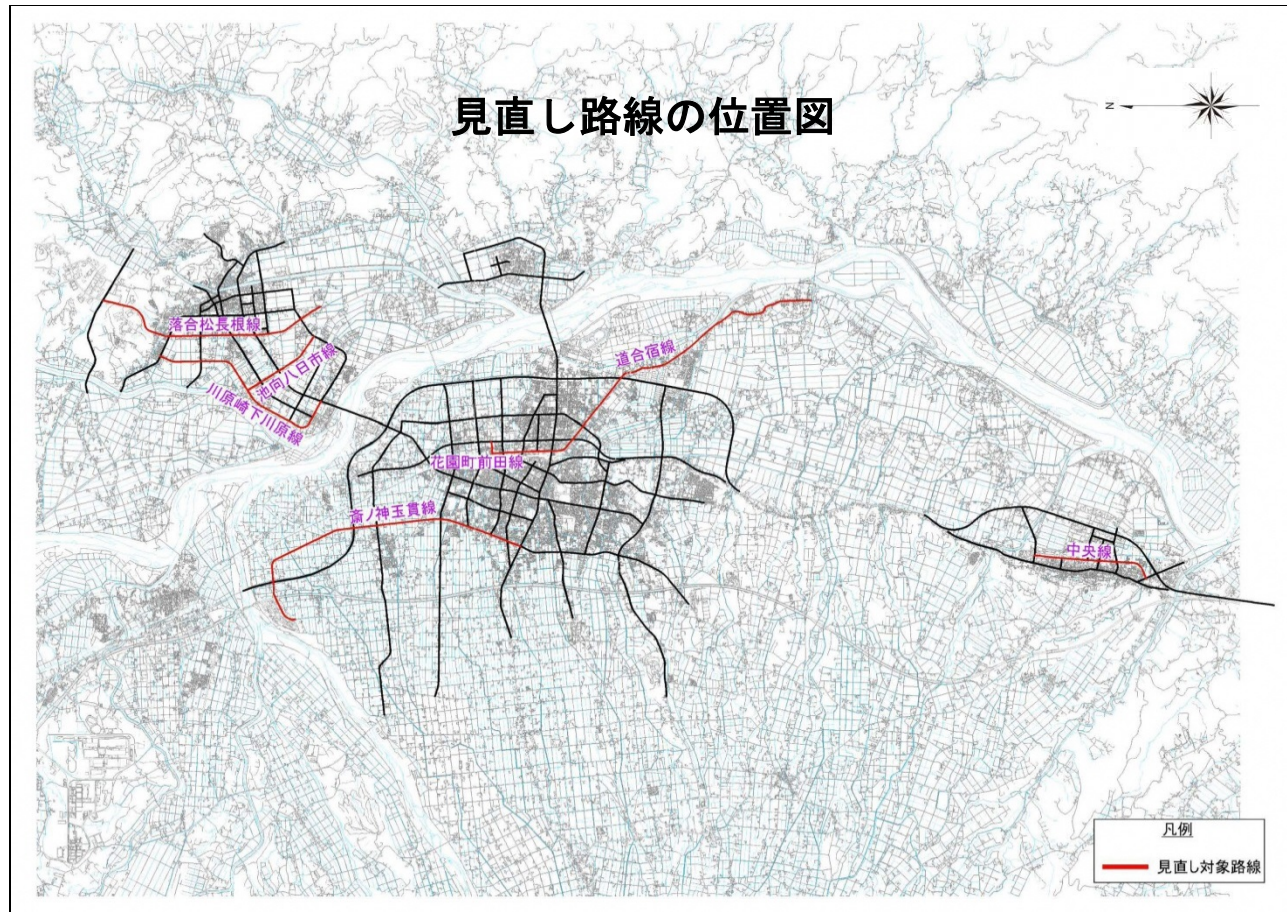 見直し路線の位置図
N
落合松長根線
池向八日市線
川原崎下川原線
道合宿線
花園町前田線
斎ノ神玉貫線
中央線
凡例
見直し対象路線